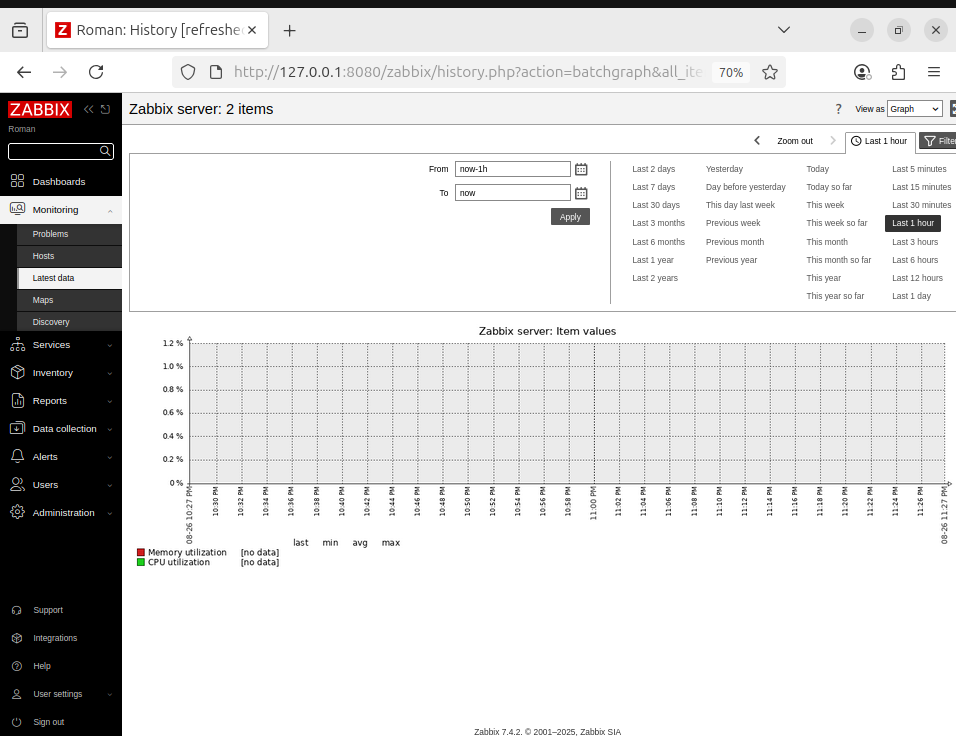 Roman: History [refreshe
http://127.0.0.1:8080/zabbix/history.php?action=batchgraph&all_ite
70%
ZABBIX
Roman
Dashboards
Monitoring
Problems
Hosts
Latest data
Maps
Discovery
Services
Inventory
Reports
Data collection
Alerts
Users
Administration
Support
Integrations
Help
User settings
Sign out
Zabbix server: 2 items
? View as Graph
Zoom out Last 1 hour Filter
From now-1h
To now
Apply
Last 2 days Yesterday Today Last 5 minutes
Last 7 days Day before yesterday Today so far Last 15 minutes
Last 30 days This day last week This week Last 30 minutes
Last 3 months Previous week This week so far Last 1 hour
Last 6 months Previous month This month Last 3 hours
Last 1 year Previous year This month so far Last 6 hours
Last 2 years This year Last 12 hours
This year so far Last 1 day
Zabbix server: Item values
1.2 %
1.0 %
0.8 %
0.6 %
0.4 %
0.2 %
0 %
08-26 10:27 PM
10:30 PM
10:32 PM
10:34 PM
10:36 PM
10:38 PM
10:40 PM
10:42 PM
10:44 PM
10:46 PM
10:48 PM
10:50 PM
10:52 PM
10:54 PM
10:56 PM
10:58 PM
11:00 PM
11:02 PM
11:04 PM
11:06 PM
11:08 PM
11:10 PM
11:12 PM
11:14 PM
11:16 PM
11:18 PM
11:20 PM
11:22 PM
11:24 PM
11:26 PM
08-26 11:27 PM
last min avg max
Memory utilization [no data]
CPU utilization [no data]
Zabbix 7.4.2. © 2001–2025, Zabbix SIA